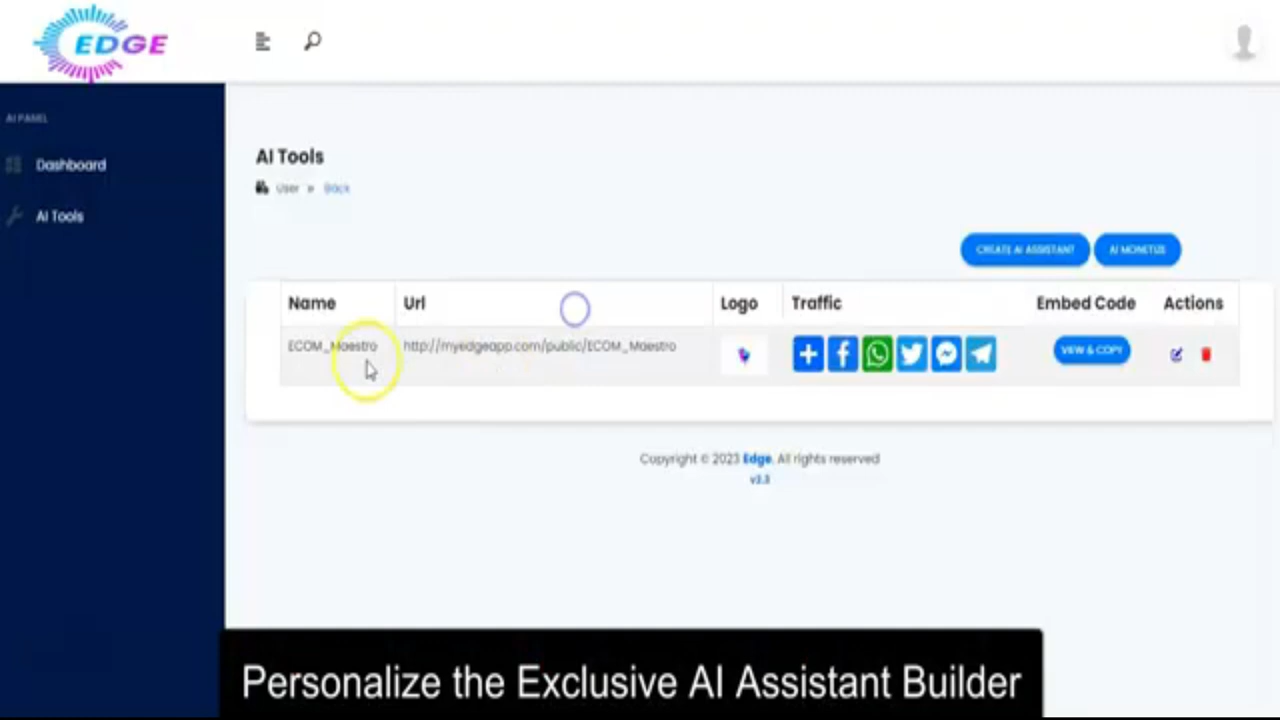 EDGE
AI PANEL
Dashboard
AI Tools
AI Tools
User » Back
CREATE AI ASSISTANT
AI MONETIZE
Name Url Logo Traffic Embed Code Actions
ECOM_Maestro http://myedgeapp.com/public/ECOM_Maestro VIEW & COPY
Copyright © 2023 Edge. All rights reserved
Personalize the Exclusive AI Assistant Builder